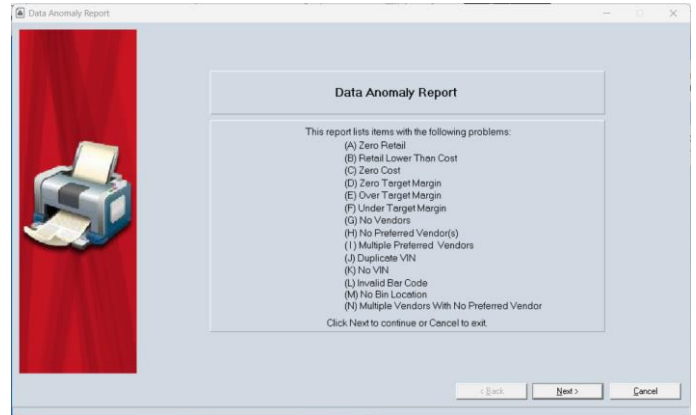 Data Anomaly Report
Data Anomaly Report
This report lists items with the following problems:
(A) Zero Retail
(B) Retail Lower Than Cost
(C) Zero Cost
(D) Zero Target Margin
(E) Over Target Margin
(F) Under Target Margin
(G) No Vendors
(H) No Preferred Vendor(s)
(I) Multiple Preferred Vendors
(J) Duplicate VIN
(K) No VIN
(L) Invalid Bar Code
(M) No Bin Location
(N) Multiple Vendors With No Preferred Vendor
Click Next to continue or Cancel to exit.
< Back Next > Cancel